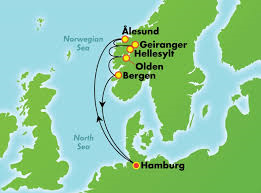 Norwegian
Sea
Ålesund
Geiranger
Hellesylt
Olden
Bergen
North
Sea
Hamburg